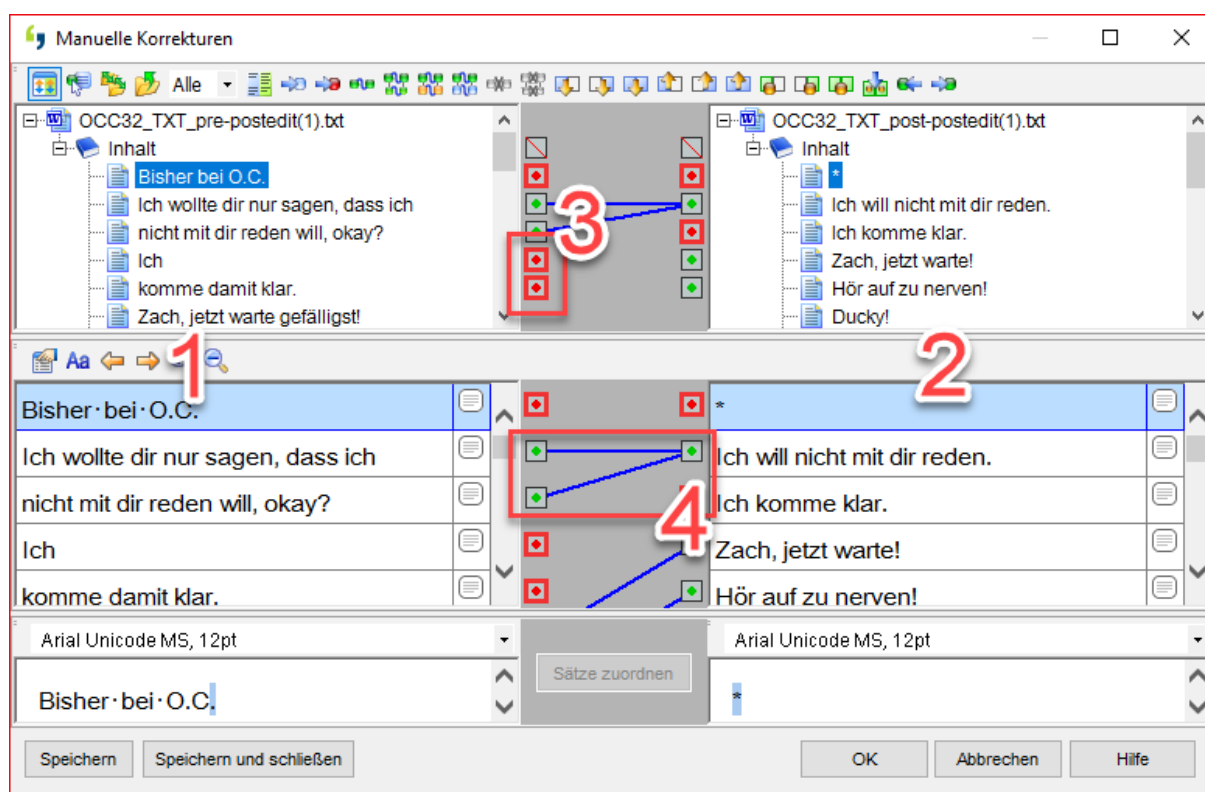 Manuelle Korrekturen
Alle
OCC32_TXT_pre-postedit(1).txt
Inhalt
Bisher bei O.C.
Ich wollte dir nur sagen, dass ich
nicht mit dir reden will, okay?
Ich
komme damit klar.
Zach, jetzt warte gefälligst!
3
OCC32_TXT_post-postedit(1).txt
Inhalt
*
Ich will nicht mit dir reden.
Ich komme klar.
Zach, jetzt warte!
Hör auf zu nerven!
Ducky!
Aa
1
2
Bisher·bei·O.C.
Ich wollte dir nur sagen, dass ich
nicht mit dir reden will, okay?
Ich
komme damit klar.
4
*
Ich will nicht mit dir reden.
Ich komme klar.
Zach, jetzt warte!
Hör auf zu nerven!
Arial Unicode MS, 12pt
Bisher·bei·O.C.
Sätze zuordnen
Arial Unicode MS, 12pt
*
Speichern
Speichern und schließen
OK
Abbrechen
Hilfe